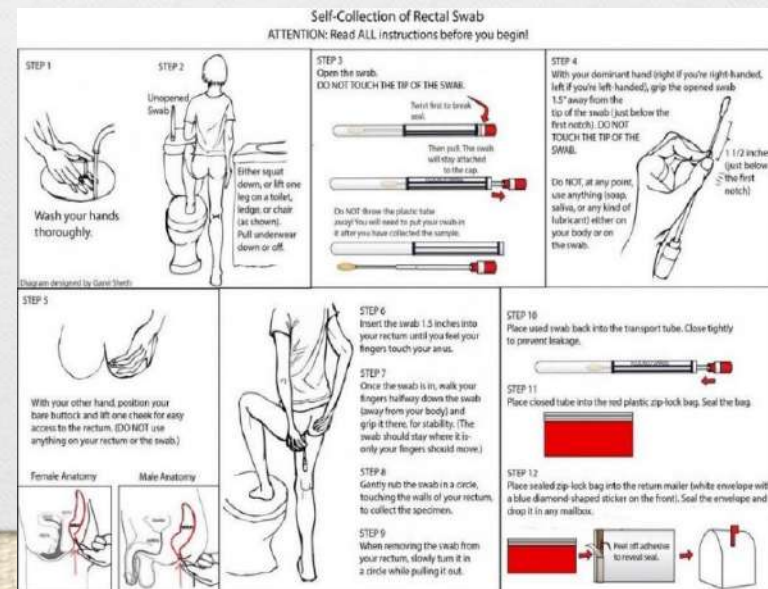 Self-Collection of Rectal Swab
ATTENTION: Read ALL instructions before you begin!
STEP 1
Wash your hands
thoroughly.
STEP 2
Unopened
Swab
Either squat
down, or lift one
leg on a toilet,
ledge, or chair
(as shown).
Pull underwear
down or off.
Diagram designed by
STEP 3
Open the swab.
DO NOT TOUCH THE TIP OF THE SWAB.
Twist first to break
seal.
Then pull. The swab
will stay attached
to the cap.
Do NOT throw the plastic tube
away! You will need to put your swab in
it after you have collected the sample.
STEP 4
With your dominant hand (right if you're right-handed,
left if you're left-handed), grip the opened swab
1.5" away from the
tip of the swab (just below the
first notch). DO NOT
TOUCH THE TIP OF THE
SWAB.
Do NOT, at any point,
use anything (soap,
saliva, or any kind of
lubricant) either on
your body or on
the swab.
1 1/2 inches
(just below
the first
notch)
STEP 5
With your other hand, position your
bare buttock and lift one cheek for easy
access to the rectum. (DO NOT use
anything on your rectum or the swab.)
Female Anatomy
Male Anatomy
STEP 6
Insert the swab 1.5 inches into
your rectum until you feel your
fingers touch your anus.
STEP 7
Once the swab is in, walk your
fingers halfway down the swab
(away from your body) and
grip it there, for stability. (The
swab should stay where it is-
only your fingers should move.)
STEP 8
Gently rub the swab in a circle,
touching the walls of your rectum,
to collect the specimen.
STEP 9
When removing the swab from
your rectum, slowly turn it in
a circle while pulling it out.
STEP 10
Place used swab back into the transport tube. Close tightly
to prevent leakage.
STEP 11
Place closed tube into the red plastic zip-lock bag. Seal the bag.
STEP 12
Place sealed zip-lock bag into the return mailer (white envelope with
a blue diamond-shaped sticker on the front). Seal the envelope and
drop it in any mailbox.
Peel off adhesive
to reveal seal.